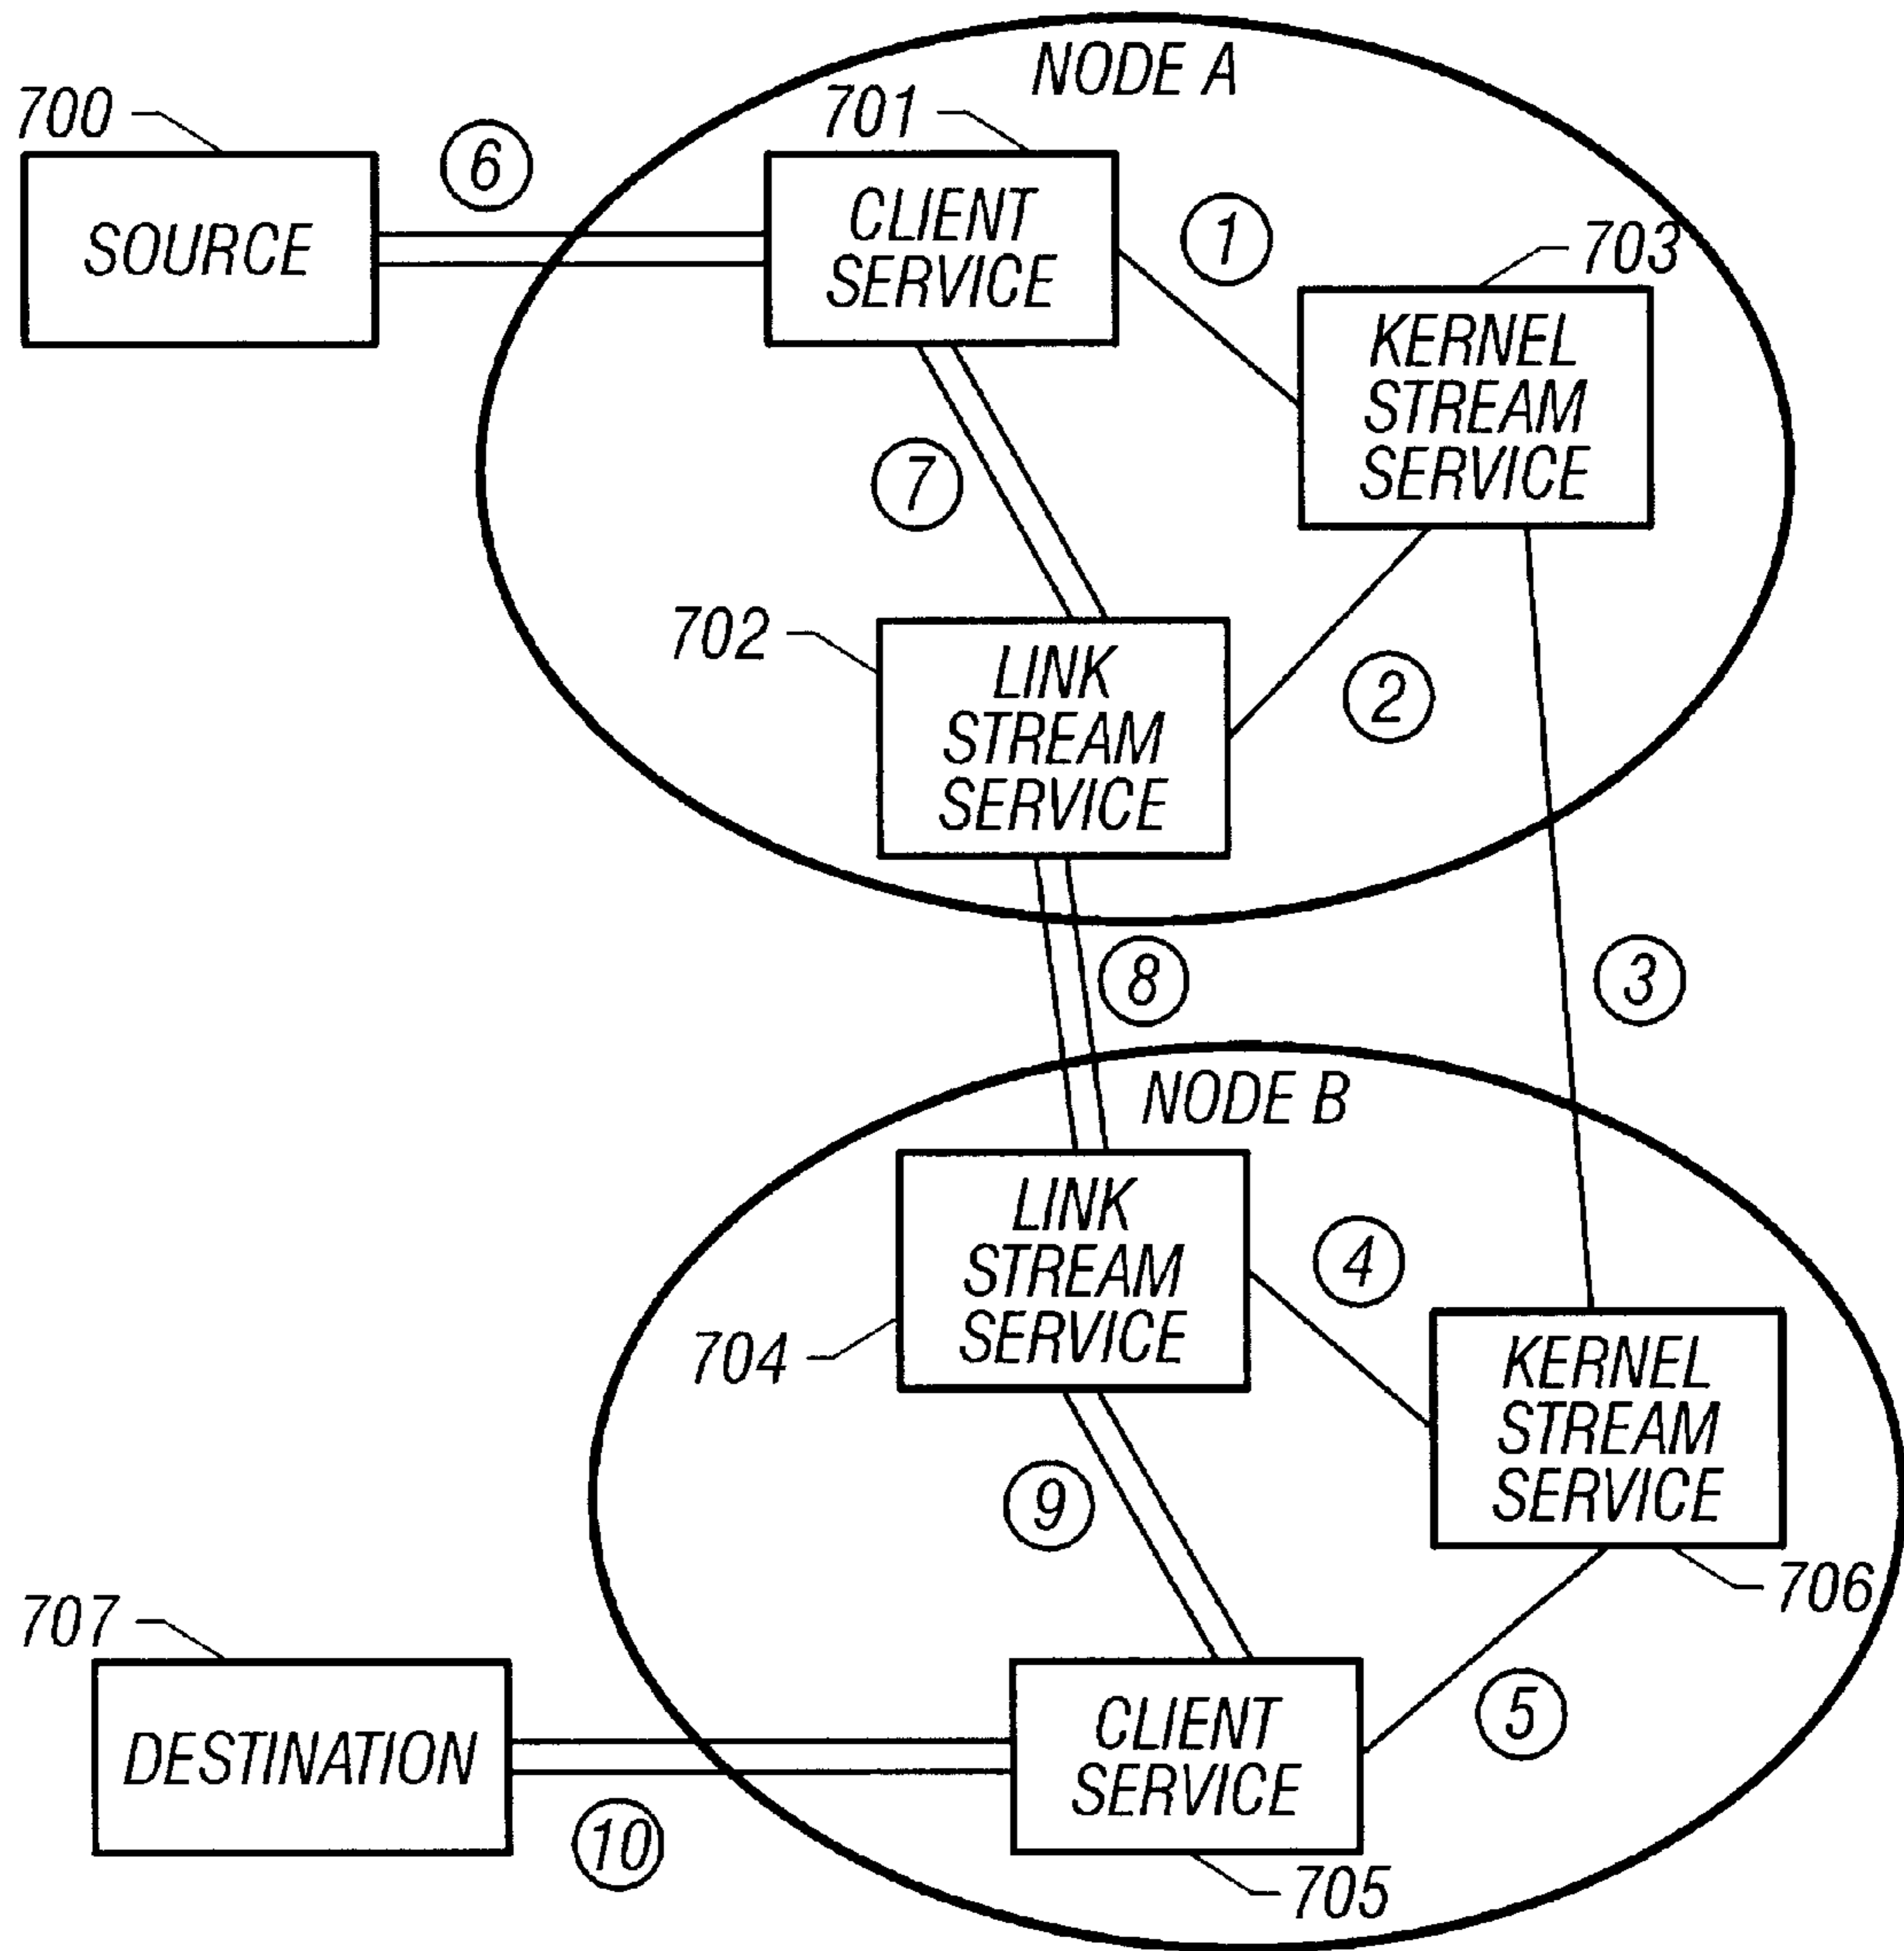 NODE A
700
701
6
SOURCE
CLIENT
SERVICE
1
703
KERNEL
STREAM
SERVICE
7
702
LINK
STREAM
SERVICE
2
8
3
NODE B
LINK
STREAM
SERVICE
4
704
KERNEL
STREAM
SERVICE
9
706
707
DESTINATION
CLIENT
SERVICE
5
10
705